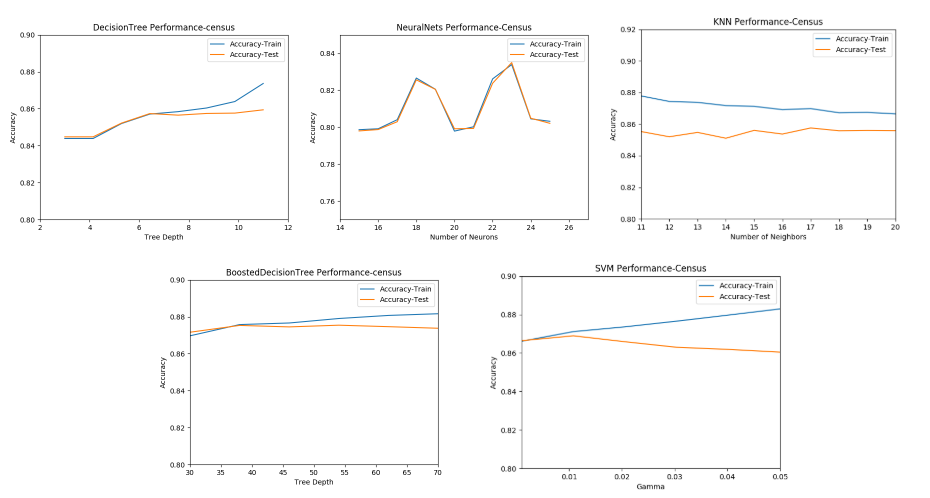 DecisionTree Performance-census
Accuracy-Train
Accuracy-Test
0.90
0.88
0.86
0.84
0.82
0.80
Accuracy
2 4 6 8 10 12
Tree Depth
NeuralNets Performance-Census
Accuracy-Train
Accuracy-Test
0.84
0.82
0.80
0.78
0.76
Accuracy
14 16 18 20 22 24 26
Number of Neurons
KNN Performance-Census
Accuracy-Train
Accuracy-Test
0.92
0.90
0.88
0.86
0.84
0.82
0.80
Accuracy
11 12 13 14 15 16 17 18 19 20
Number of Neighbors
BoostedDecisionTree Performance-census
Accuracy-Train
Accuracy-Test
0.90
0.88
0.86
0.84
0.82
0.80
Accuracy
30 35 40 45 50 55 60 65 70
Tree Depth
SVM Performance-Census
Accuracy-Train
Accuracy-Test
0.90
0.88
0.86
0.84
0.82
0.80
Accuracy
0.01 0.02 0.03 0.04 0.05
Gamma